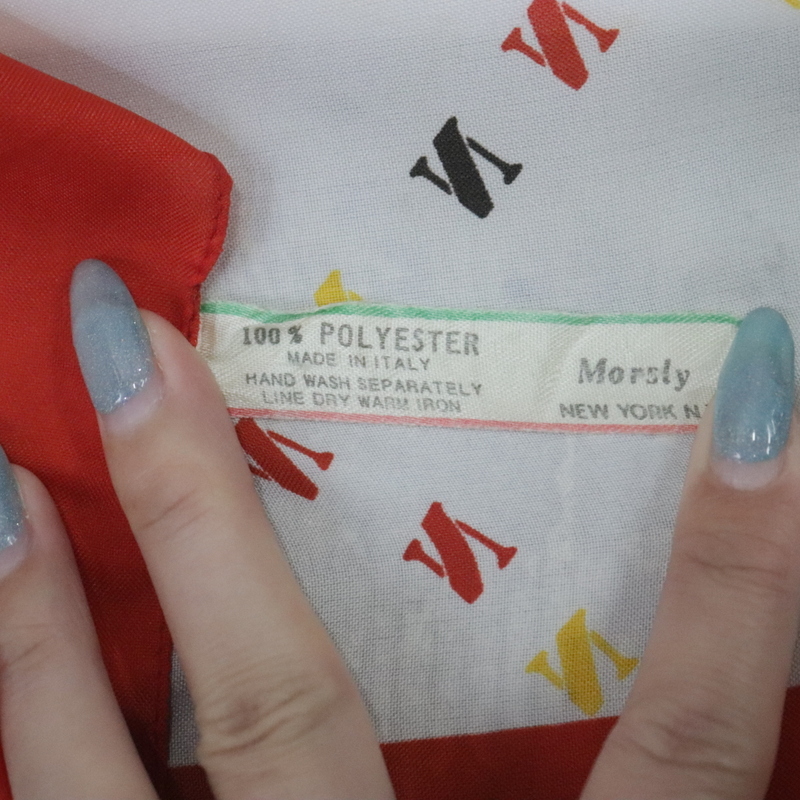 100% POLYESTER
MADE IN ITALY
HAND WASH SEPARATELY
LINE DRY WARM IRON
Morsly
NEW YORK N